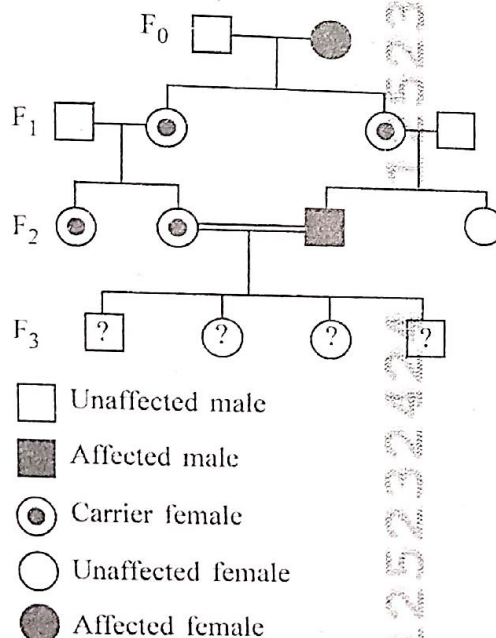 F0
F1
F2
F3
? ? ? ?
Unaffected male
Affected male
Carrier female
Unaffected female
Affected female